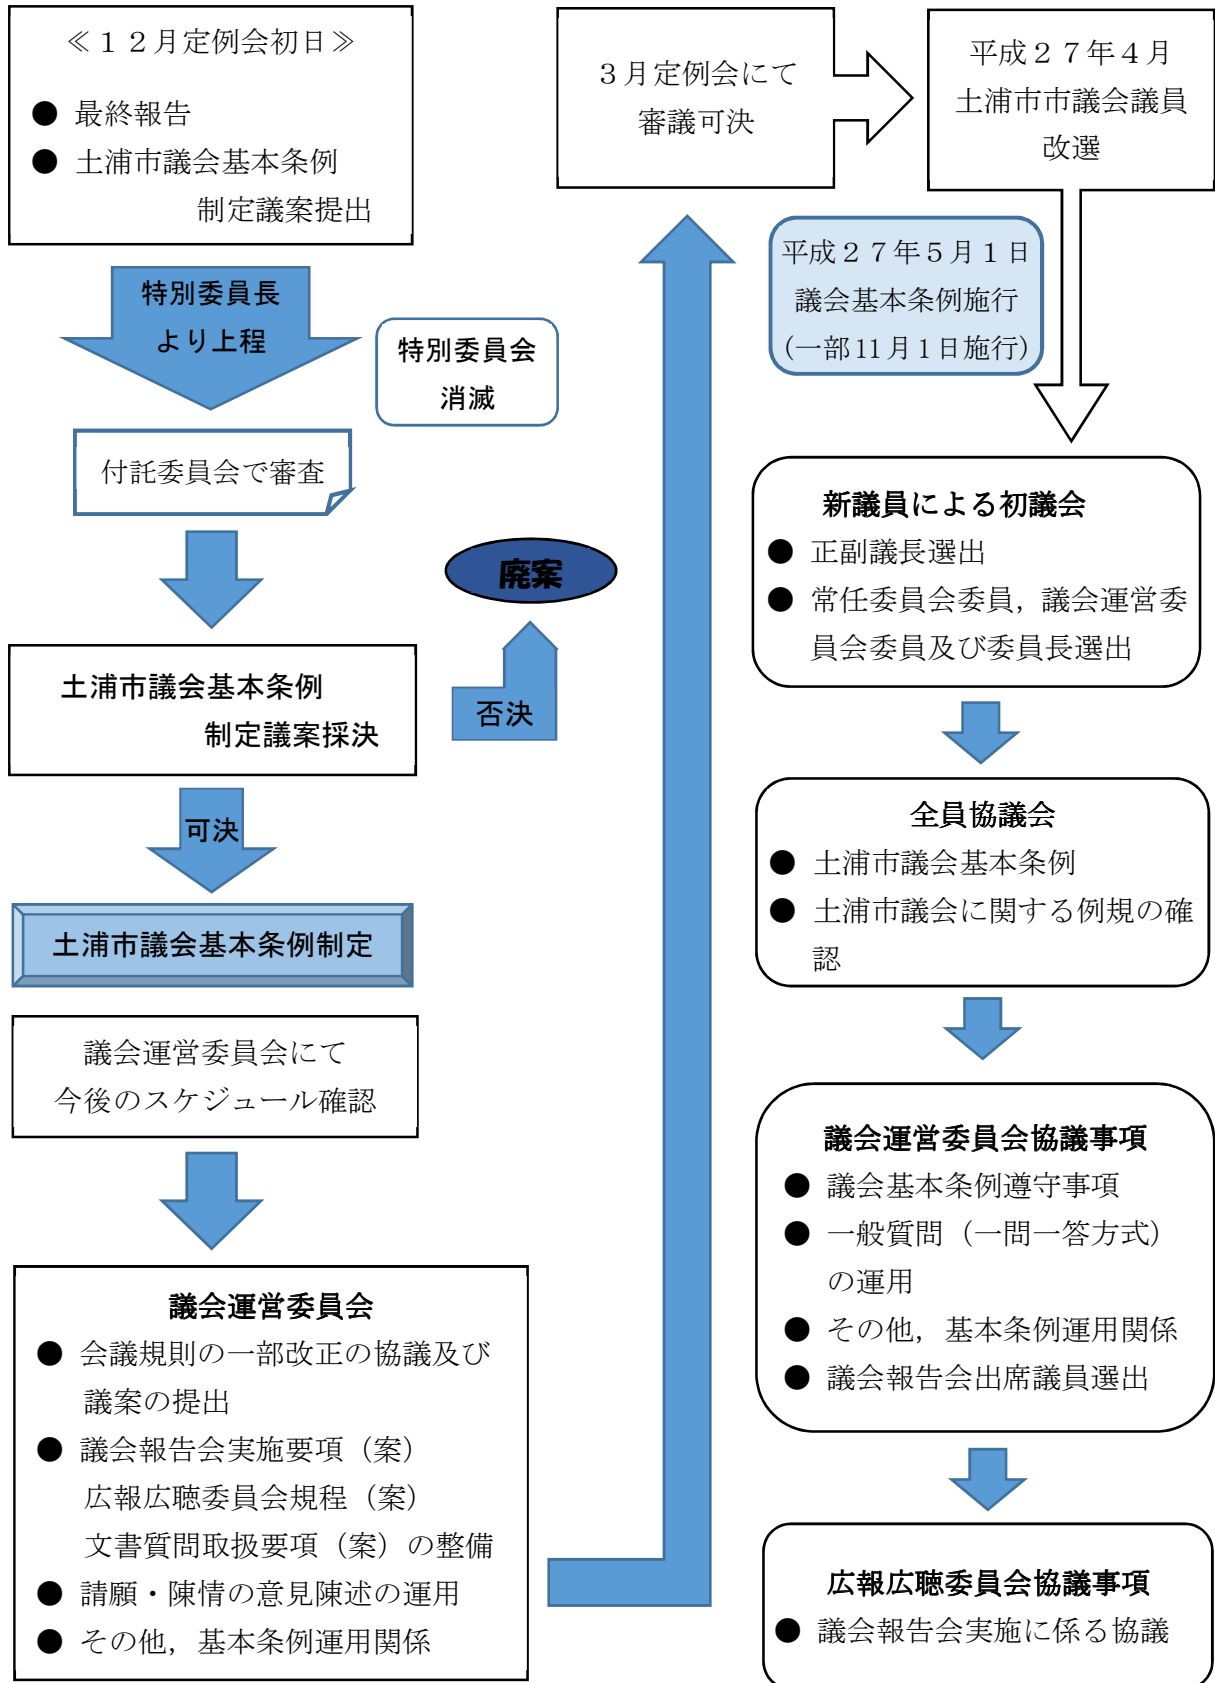 ≪１２月定例会初日≫
● 最終報告
● 土浦市議会基本条例
制定議案提出
特別委員長
より上程
特別委員会
消滅
付託委員会で審査
廃案
土浦市議会基本条例
制定議案採決
否決
可決
土浦市議会基本条例制定
議会運営委員会にて
今後のスケジュール確認
議会運営委員会
● 会議規則の一部改正の協議及び
議案の提出
● 議会報告会実施要項（案）
広報広聴委員会規程（案）
文書質問取扱要項（案）の整備
● 請願・陳情の意見陳述の運用
● その他，基本条例運用関係
３月定例会にて
審議可決
平成２７年４月
土浦市市議会議員
改選
平成２７年５月１日
議会基本条例施行
(一部11月１日施行)
新議員による初議会
● 正副議長選出
● 常任委員会委員，議会運営委
員会委員及び委員長選出
全員協議会
● 土浦市議会基本条例
● 土浦市議会に関する例規の確
認
議会運営委員会協議事項
● 議会基本条例遵守事項
● 一般質問（一問一答方式）
の運用
● その他，基本条例運用関係
● 議会報告会出席議員選出
広報広聴委員会協議事項
● 議会報告会実施に係る協議